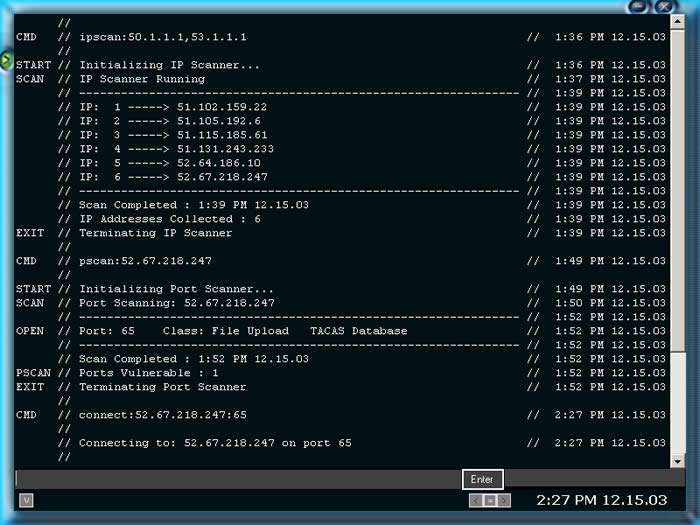 //
CMD // ipscan:50.1.1.1,53.1.1.1 // 1:36 PM 12.15.03
//
START // Initializing IP Scanner... // 1:36 PM 12.15.03
SCAN // IP Scanner Running // 1:37 PM 12.15.03
// --------------------------------------------------------------- // 1:39 PM 12.15.03
// IP: 1 -----> 51.102.159.22 // 1:39 PM 12.15.03
// IP: 2 -----> 51.105.192.6 // 1:39 PM 12.15.03
// IP: 3 -----> 51.115.185.61 // 1:39 PM 12.15.03
// IP: 4 -----> 51.131.243.233 // 1:39 PM 12.15.03
// IP: 5 -----> 52.64.186.10 // 1:39 PM 12.15.03
// IP: 6 -----> 52.67.218.247 // 1:39 PM 12.15.03
// --------------------------------------------------------------- // 1:39 PM 12.15.03
// Scan Completed : 1:39 PM 12.15.03 // 1:39 PM 12.15.03
// IP Addresses Collected : 6 // 1:39 PM 12.15.03
EXIT // Terminating IP Scanner // 1:39 PM 12.15.03
//
CMD // pscan:52.67.218.247 // 1:49 PM 12.15.03
//
START // Initializing Port Scanner... // 1:49 PM 12.15.03
SCAN // Port Scanning: 52.67.218.247 // 1:50 PM 12.15.03
// --------------------------------------------------------------- // 1:52 PM 12.15.03
OPEN // Port: 65 Class: File Upload TACAS Database // 1:52 PM 12.15.03
// --------------------------------------------------------------- // 1:52 PM 12.15.03
// Scan Completed : 1:52 PM 12.15.03 // 1:52 PM 12.15.03
PSCAN // Ports Vulnerable : 1 // 1:52 PM 12.15.03
EXIT // Terminating Port Scanner // 1:52 PM 12.15.03
//
CMD // connect:52.67.218.247:65 // 2:27 PM 12.15.03
//
// Connecting to: 52.67.218.247 on port 65 // 2:27 PM 12.15.03
//
Enter
V < = > 2:27 PM 12.15.03